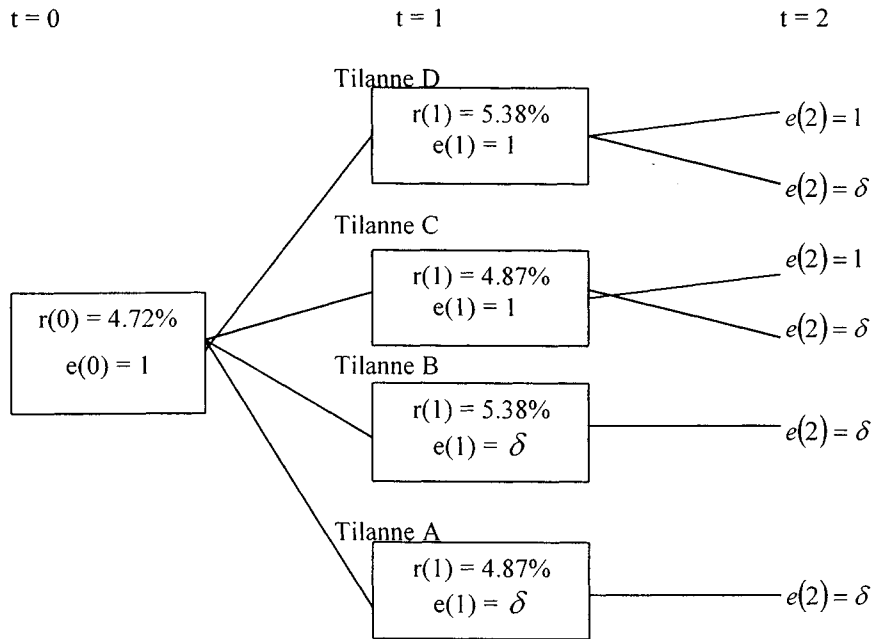 t = 0 t = 1 t = 2
Tilanne D
r(1) = 5.38%
e(1) = 1
e(2) = 1
e(2) = δ
Tilanne C
r(1) = 4.87%
e(1) = 1
e(2) = 1
e(2) = δ
r(0) = 4.72%
e(0) = 1
Tilanne B
r(1) = 5.38%
e(1) = δ
e(2) = δ
Tilanne A
r(1) = 4.87%
e(1) = δ
e(2) = δ